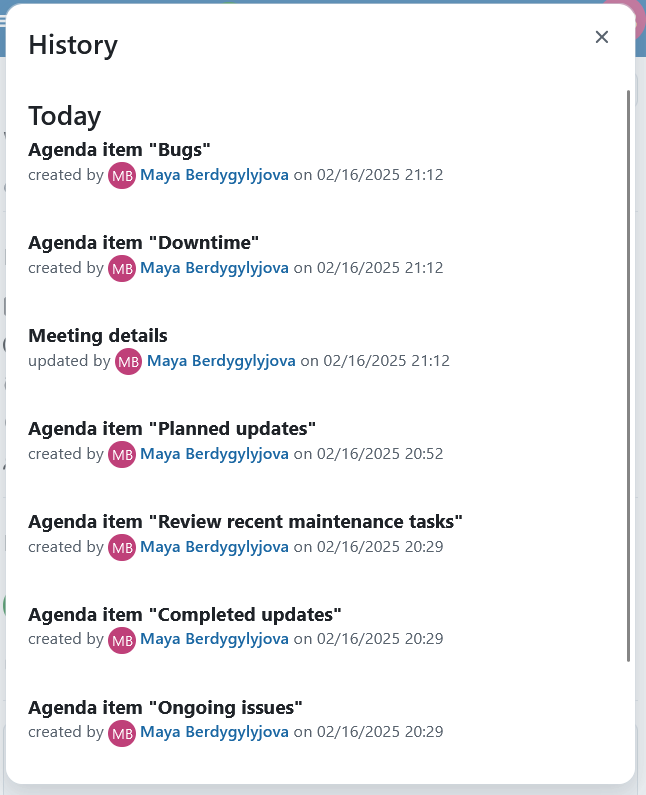 History
Today
Agenda item "Bugs"
created by MB Maya Berdygylyjova on 02/16/2025 21:12
Agenda item "Downtime"
created by MB Maya Berdygylyjova on 02/16/2025 21:12
Meeting details
updated by MB Maya Berdygylyjova on 02/16/2025 21:12
Agenda item "Planned updates"
created by MB Maya Berdygylyjova on 02/16/2025 20:52
Agenda item "Review recent maintenance tasks"
created by MB Maya Berdygylyjova on 02/16/2025 20:29
Agenda item "Completed updates"
created by MB Maya Berdygylyjova on 02/16/2025 20:29
Agenda item "Ongoing issues"
created by MB Maya Berdygylyjova on 02/16/2025 20:29